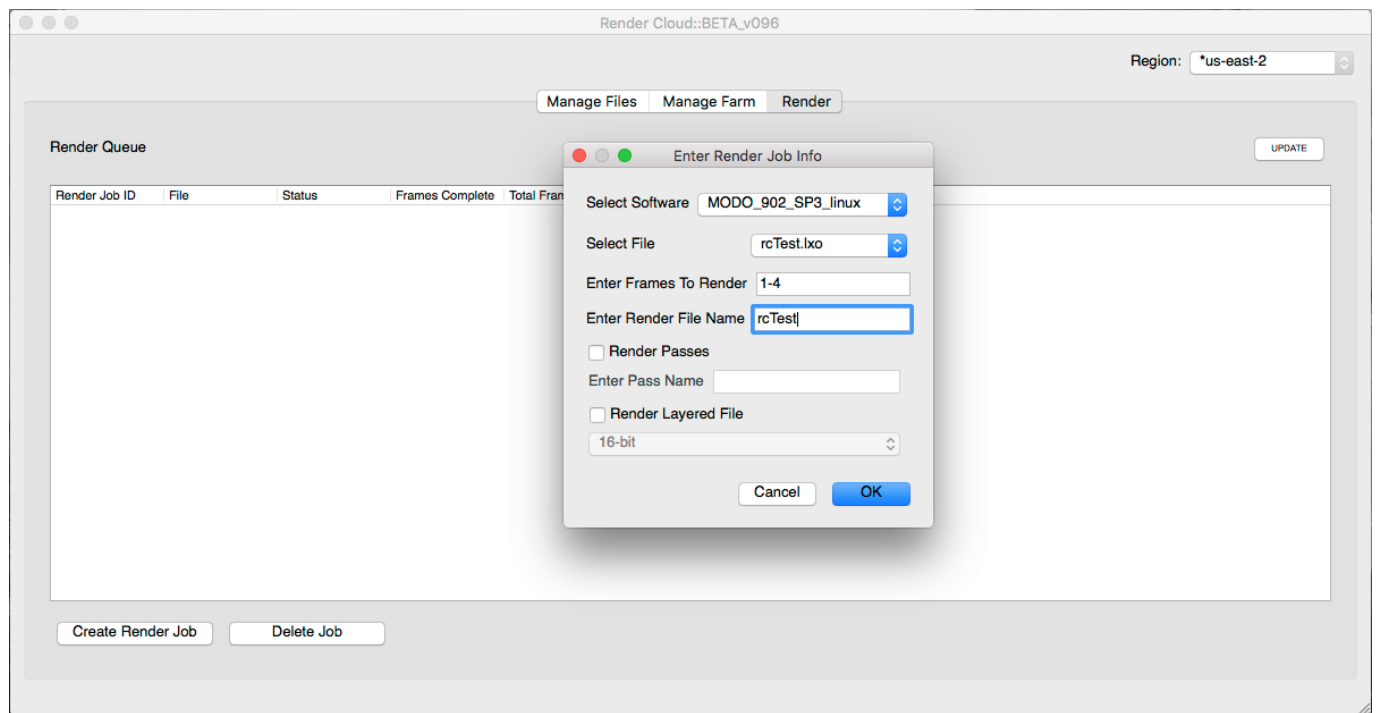 Render Cloud::BETA_v096
Region: *us-east-2
Manage Files Manage Farm Render
Render Queue
UPDATE
Enter Render Job Info
Render Job ID File Status Frames Complete Total Fran
Select Software MODO_902_SP3_linux
Select File rcTest.lxo
Enter Frames To Render 1-4
Enter Render File Name rcTest
Render Passes
Enter Pass Name
Render Layered File
16-bit
Cancel OK
Create Render Job Delete Job